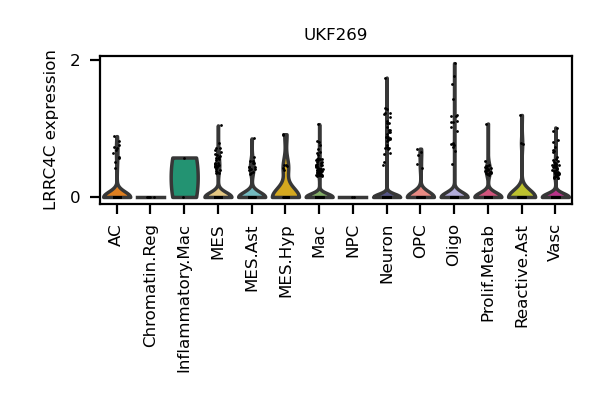 UKF269
LRRC4C expression
2
0
AC
Chromatin.Reg
Inflammatory.Mac
MES
MES.Ast
MES.Hyp
Mac
NPC
Neuron
OPC
Oligo
Prolif.Metab
Reactive.Ast
Vasc